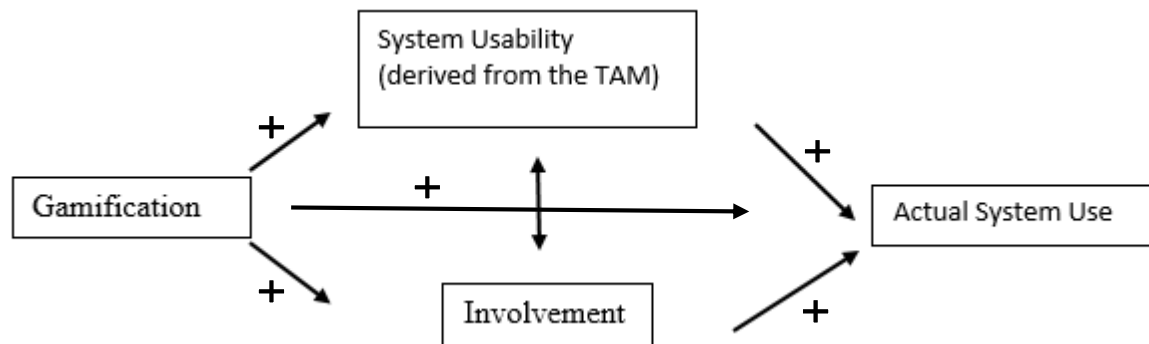 System Usability
(derived from the TAM)
+
+
+
Gamification
Actual System Use
+
+
Involvement